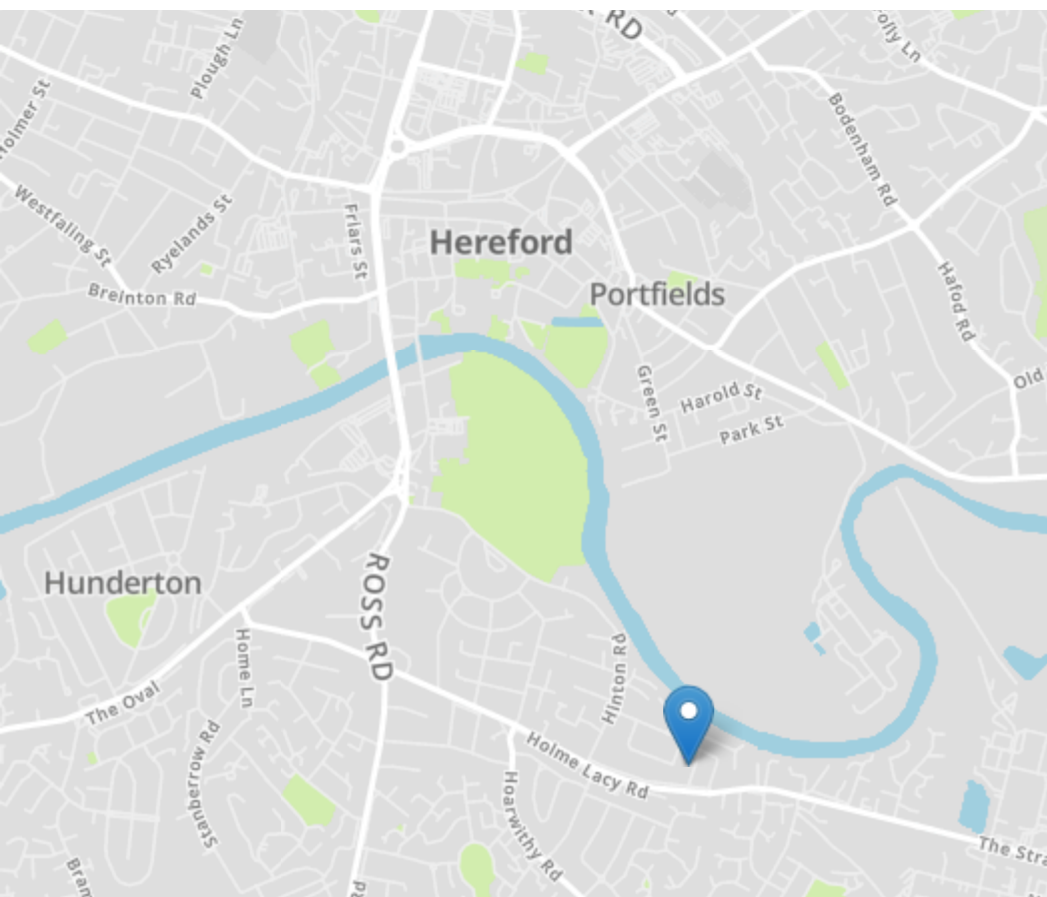 RD
Plough Ln
Holmer St
Bodenham Rd
Westfaling St
Ryelands St
Friars St
Hereford
Breinton Rd
Portfields
Hafod Rd
Green St
Harold St
Old
Park St
Hunderton
ROSS RD
Home Ln
Hinton Rd
The Oval
Stanberrow Rd
Holme Lacy Rd
Hoarwithy Rd
The Stra
Bram
Rd